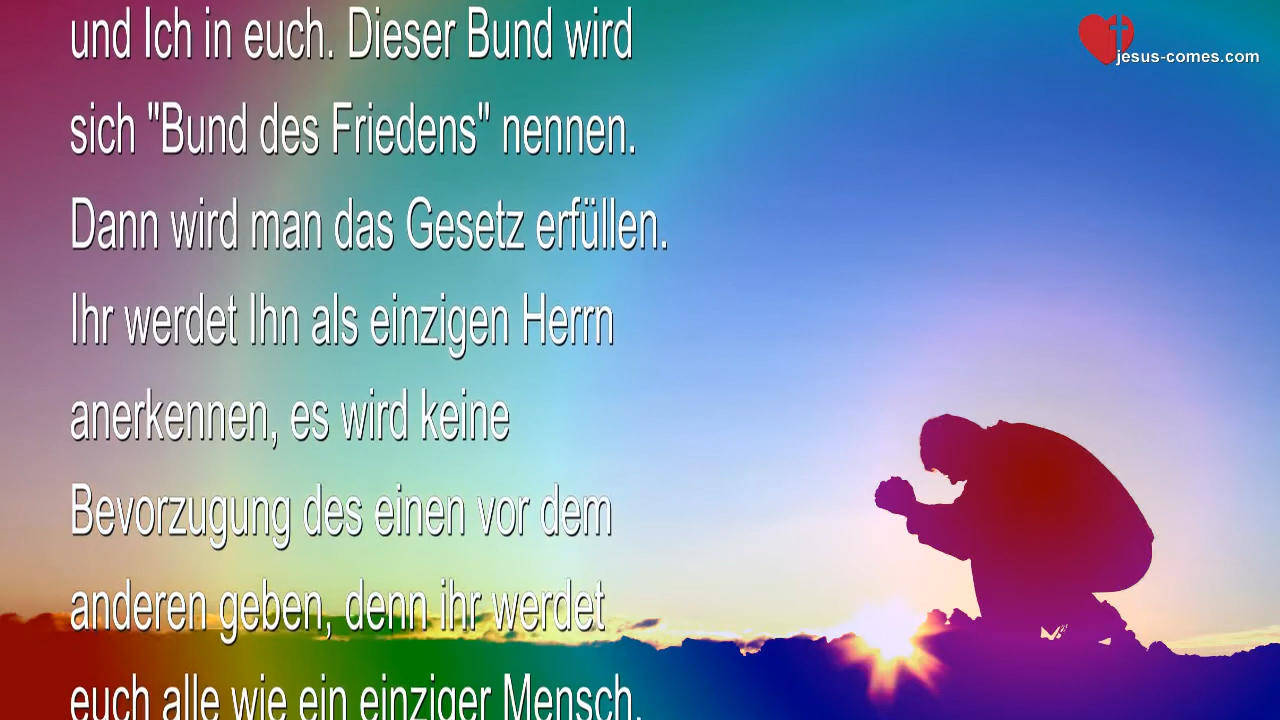 und Ich in euch. Dieser Bund wird
sich "Bund des Friedens" nennen.
Dann wird man das Gesetz erfüllen.
Ihr werdet Ihn als einzigen Herrn
anerkennen, es wird keine
Bevorzugung des einen vor dem
anderen geben, denn ihr werdet
euch alle wie ein einziger Mensch,
jesus-comes.com